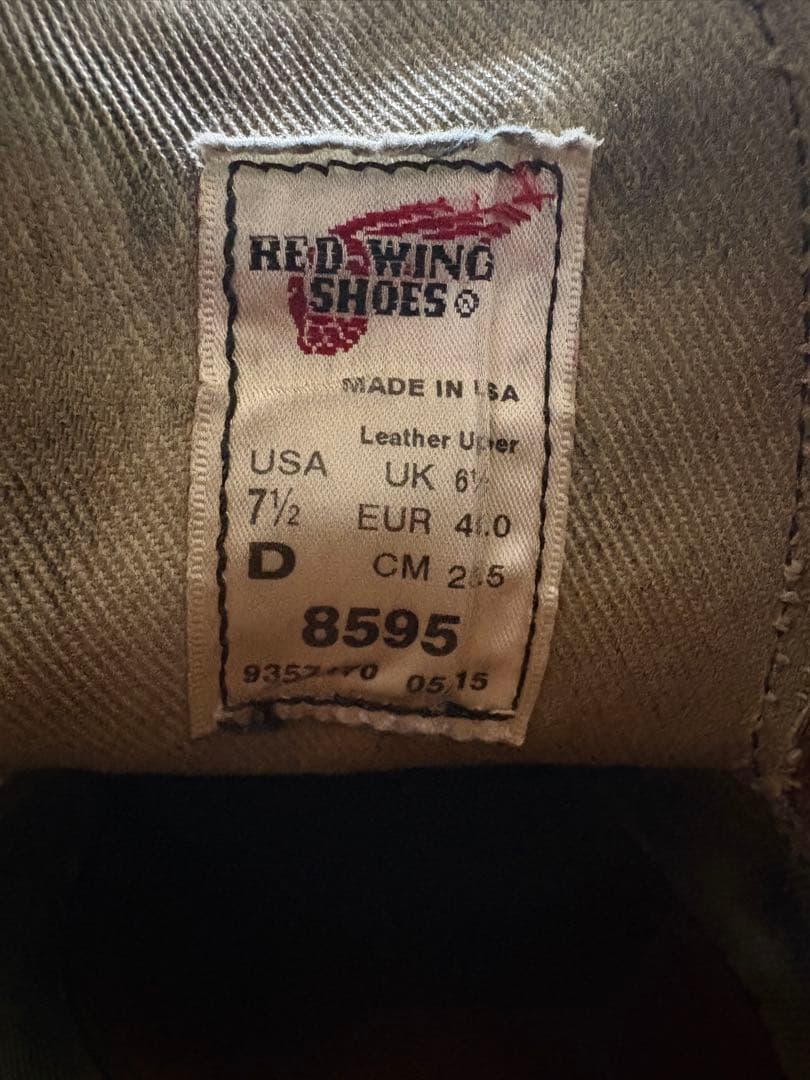 RED WING
SHOES ®
MADE IN USA
Leather Upper
USA
7½
D
UK
EUR
CM
8595
05/15